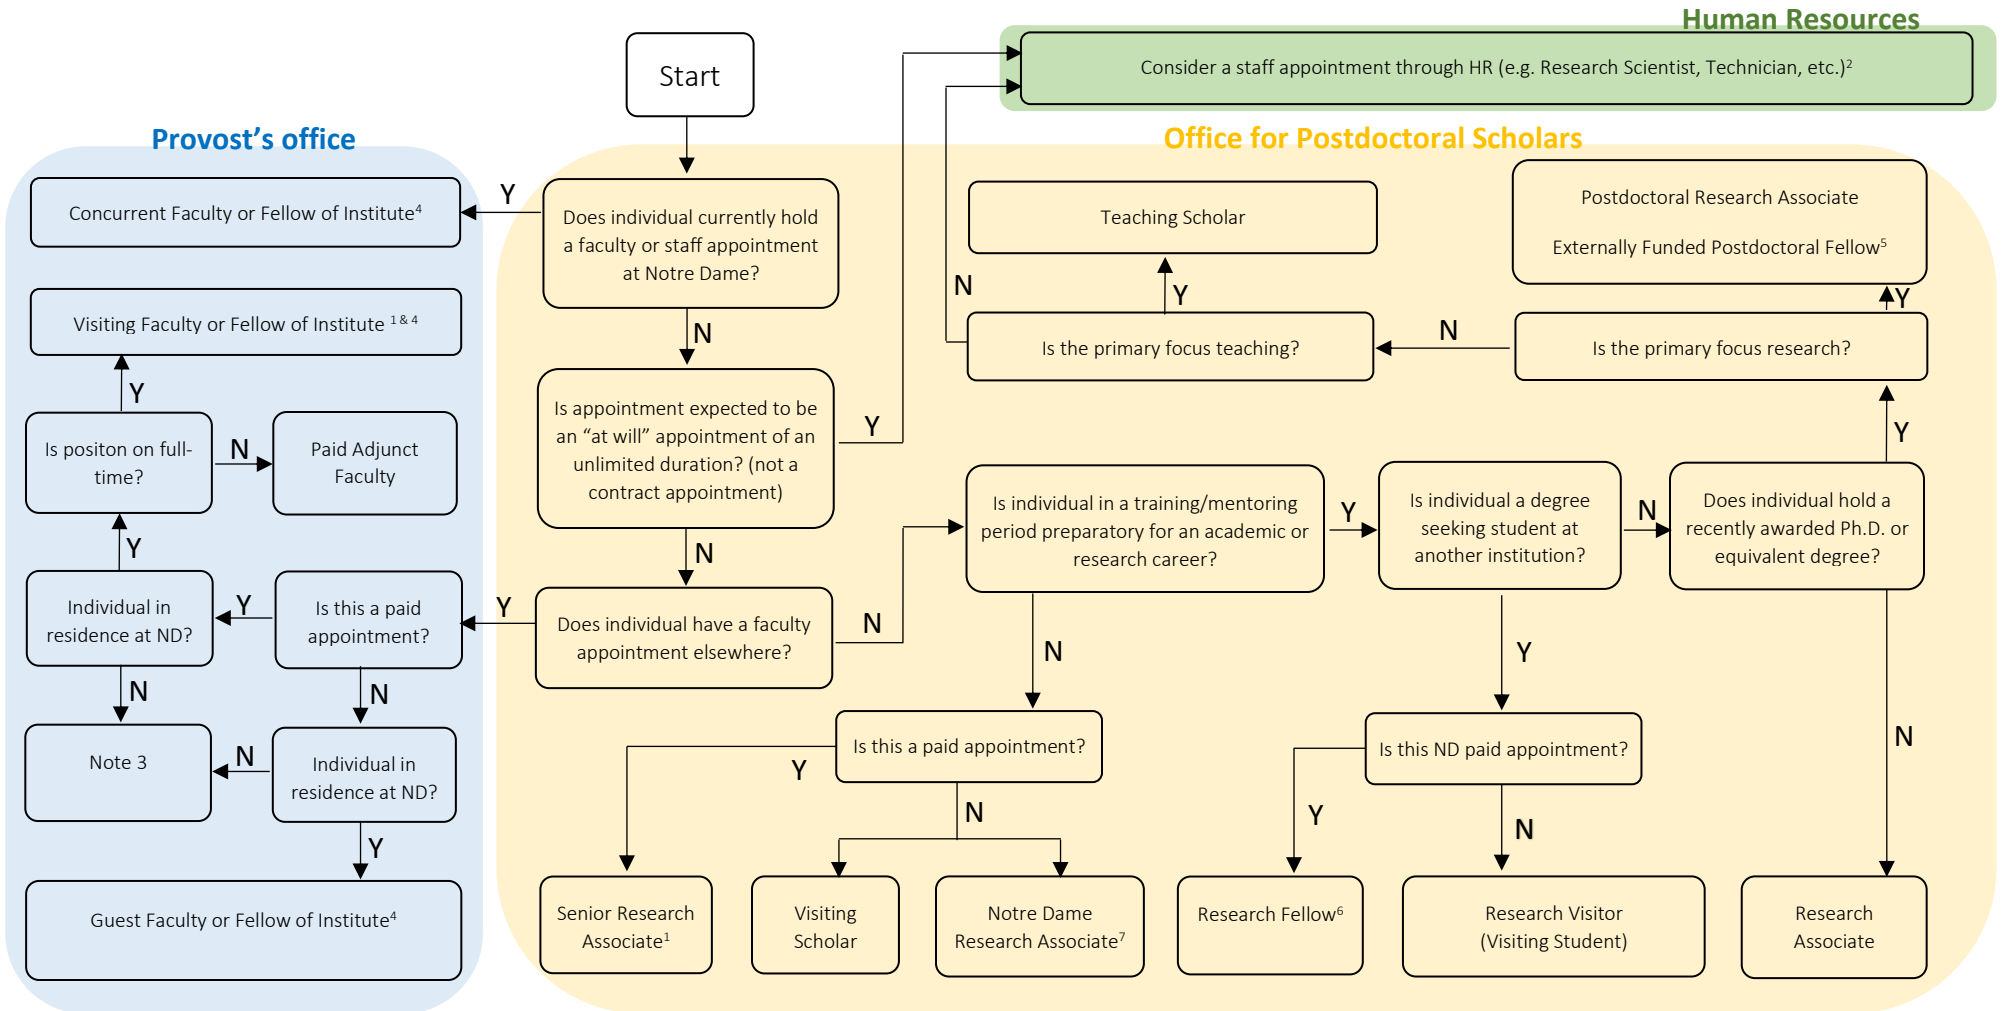 Human Resources
Start
Consider a staff appointment through HR (e.g. Research Scientist, Technician, etc.)2
Provost's office
Office for Postdoctoral Scholars
Concurrent Faculty or Fellow of Institute4
Y
Does individual currently hold
a faculty or staff appointment
at Notre Dame?
Teaching Scholar
Postdoctoral Research Associate
Externally Funded Postdoctoral Fellow5
N
Y
Y
Visiting Faculty or Fellow of Institute 1 & 4
N
Is the primary focus teaching?
N
Is the primary focus research?
Y
Is appointment expected to be
an “at will” appointment of an
unlimited duration? (not a
contract appointment)
Y
Y
Is positon on full-
time?
N
Paid Adjunct
Faculty
Is individual in a training/mentoring
period preparatory for an academic or
research career?
Y
Is individual a degree
seeking student at
another institution?
N
Does individual hold a
recently awarded Ph.D. or
equivalent degree?
Y
N
Individual in
residence at ND?
Y
Is this a paid
appointment?
Y
Does individual have a faculty
appointment elsewhere?
N
N
Y
N
N
Note 3
N
Individual in
residence at ND?
Is this a paid appointment?
Is this ND paid appointment?
N
Y
N
Y
N
Y
Guest Faculty or Fellow of Institute4
Senior Research
Associate1
Visiting
Scholar
Notre Dame
Research Associate7
Research Fellow6
Research Visitor
(Visiting Student)
Research
Associate